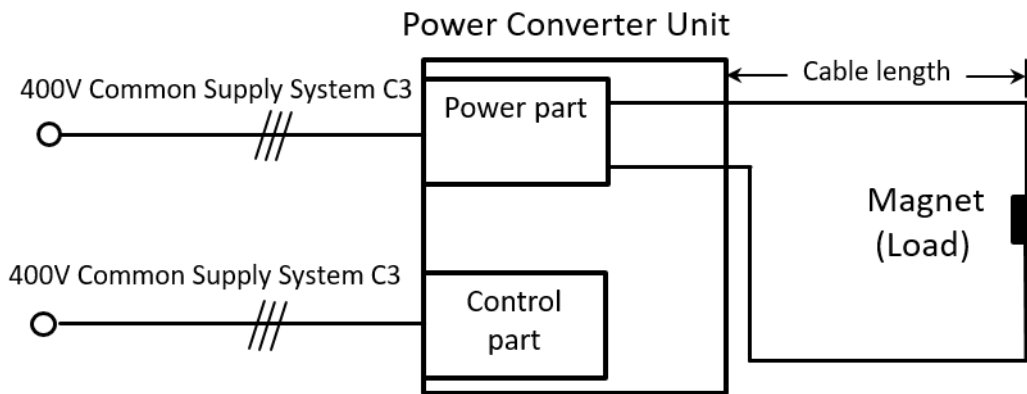 Power Converter Unit
400V Common Supply System C3
Power part
Cable length
Magnet
(Load)
400V Common Supply System C3
Control
part